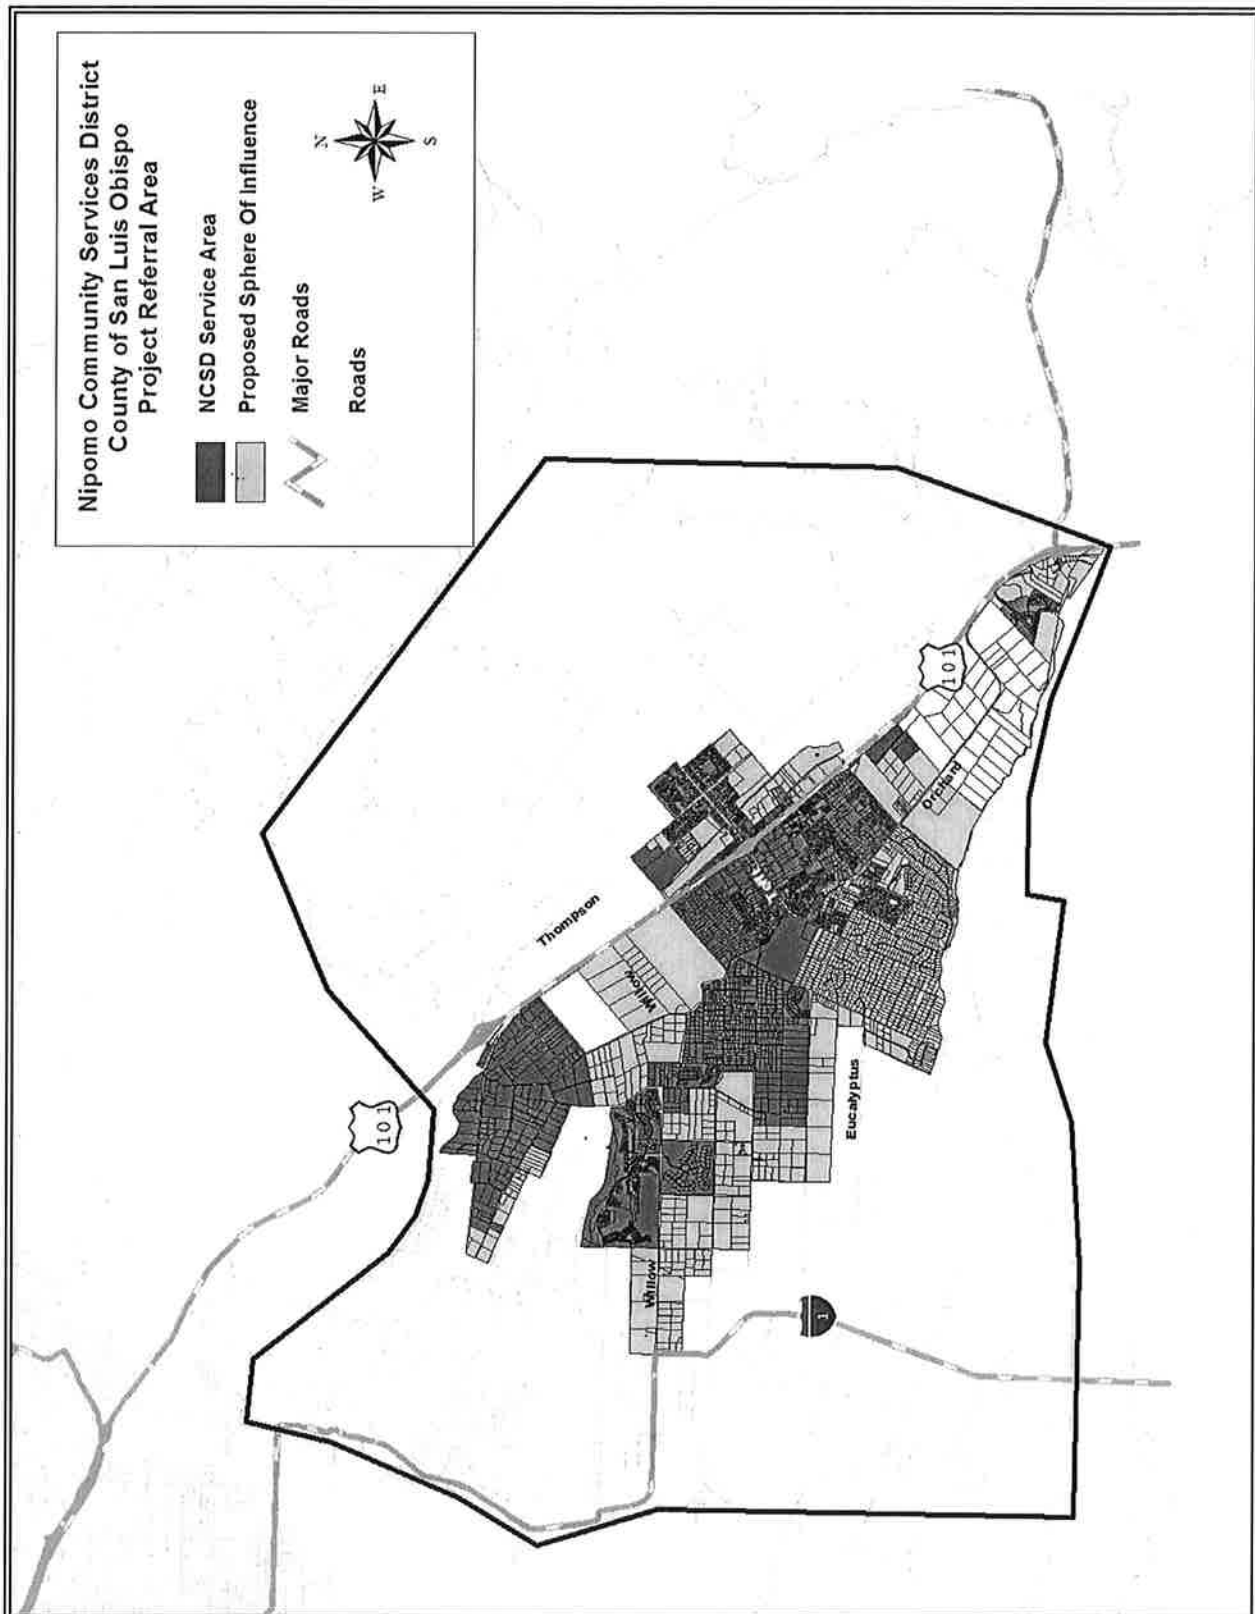 Nipomo Community Services District
County of San Luis Obispo
Project Referral Area
NCSD Service Area
Proposed Sphere Of Influence
Major Roads
Roads
N
E
S
W
101
Thompson
Willow
101
Orchard
Eucalyptus
Willow
1